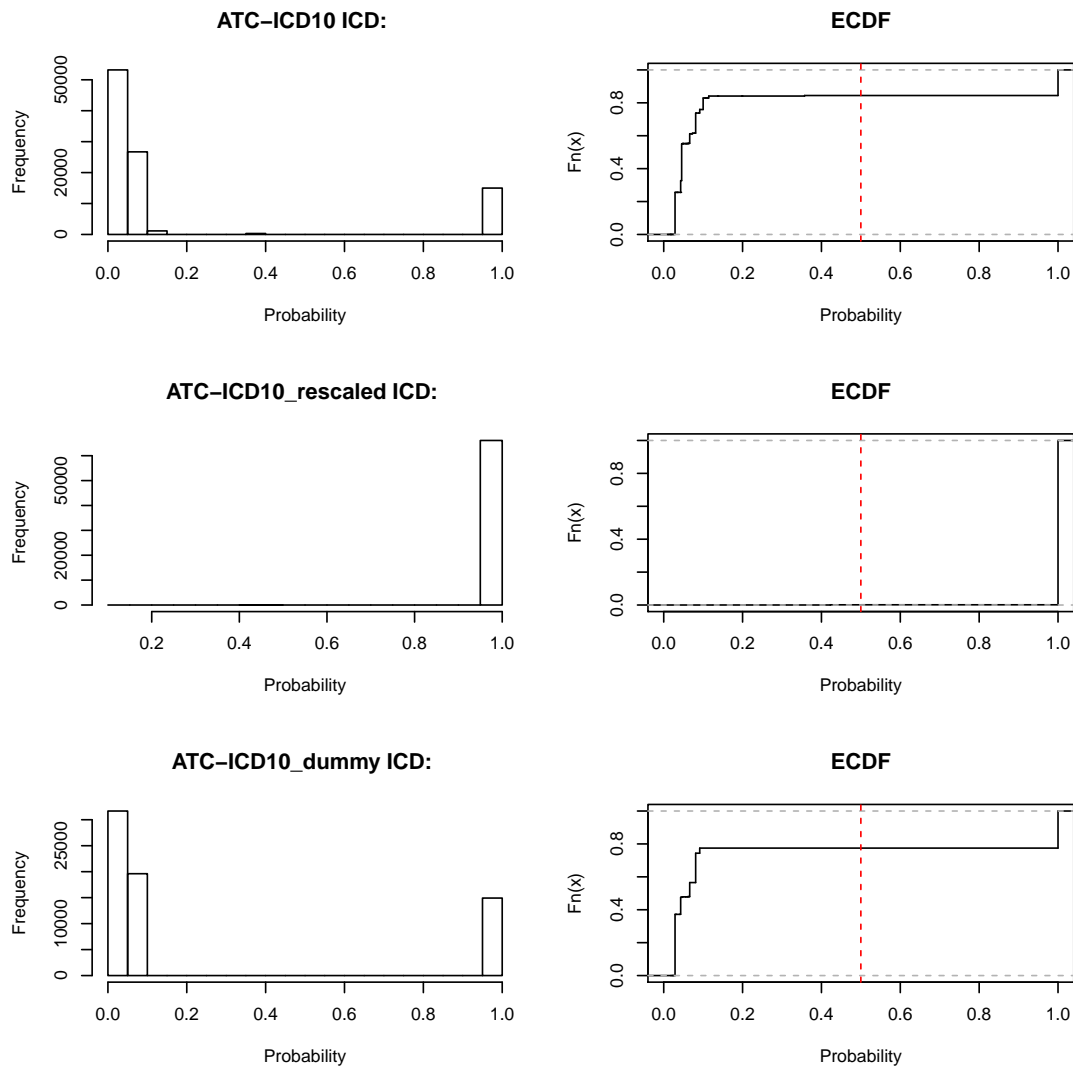 ATC−ICD10 ICD:
Frequency
0 20000 50000
0.0 0.2 0.4 0.6 0.8 1.0
Probability
ECDF
Fn(x)
0.0 0.4 0.8
0.0 0.2 0.4 0.6 0.8 1.0
Probability
ATC−ICD10_rescaled ICD:
Frequency
0 20000 50000
0.2 0.4 0.6 0.8 1.0
Probability
ECDF
Fn(x)
0.0 0.4 0.8
0.0 0.2 0.4 0.6 0.8 1.0
Probability
ATC−ICD10_dummy ICD:
Frequency
0 10000 25000
0.0 0.2 0.4 0.6 0.8 1.0
Probability
ECDF
Fn(x)
0.0 0.4 0.8
0.0 0.2 0.4 0.6 0.8 1.0
Probability